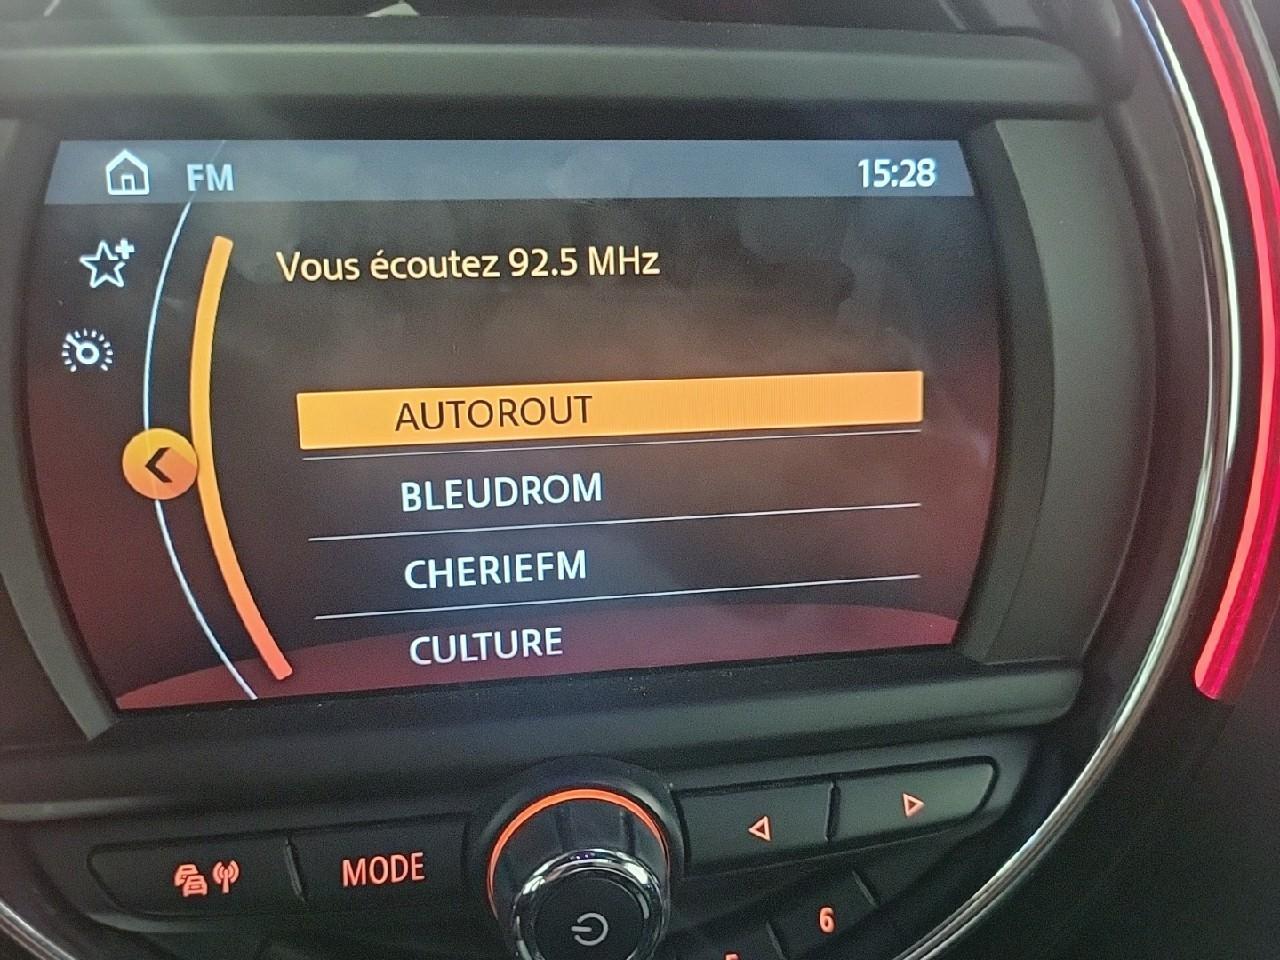 FM 15:28
Vous écoutez 92.5 MHz
AUTOROUT
BLEUDROM
CHERIEFM
CULTURE
MODE
6